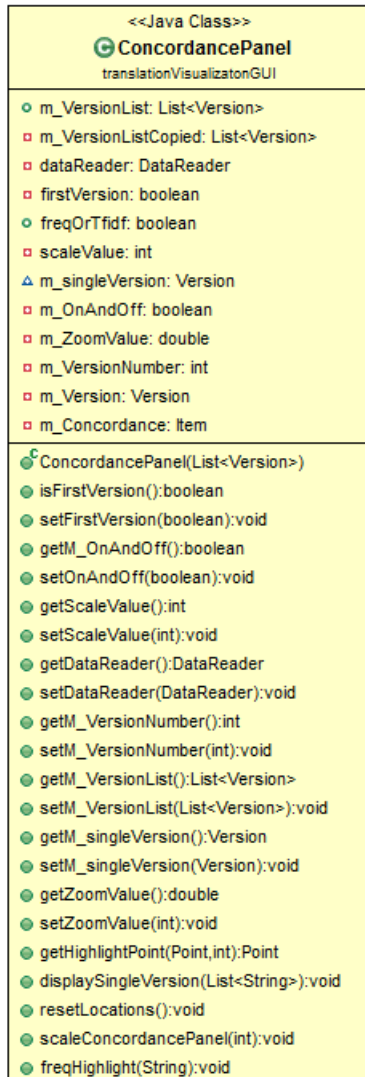 <<Java Class>>
ConcordancePanel
translationVisualizatonGUI
m_VersionList: List<Version>
m_VersionListCopied: List<Version>
dataReader: DataReader
firstVersion: boolean
freqOrTfidf: boolean
scaleValue: int
m_singleVersion: Version
m_OnAndOff: boolean
m_ZoomValue: double
m_VersionNumber: int
m_Version: Version
m_Concordance: Item
ConcordancePanel(List<Version>)
isFirstVersion():boolean
setFirstVersion(boolean):void
getM_OnAndOff():boolean
setOnAndOff(boolean):void
getScaleValue():int
setScaleValue(int):void
getDataReader():DataReader
setDataReader(DataReader):void
getM_VersionNumber():int
setM_VersionNumber(int):void
getM_VersionList():List<Version>
setM_VersionList(List<Version>):void
getM_singleVersion():Version
setM_singleVersion(Version):void
getZoomValue():double
setZoomValue(int):void
getHighlightPoint(Point,int):Point
displaySingleVersion(List<String>):void
resetLocations():void
scaleConcordancePanel(int):void
freqHighlight(String):void